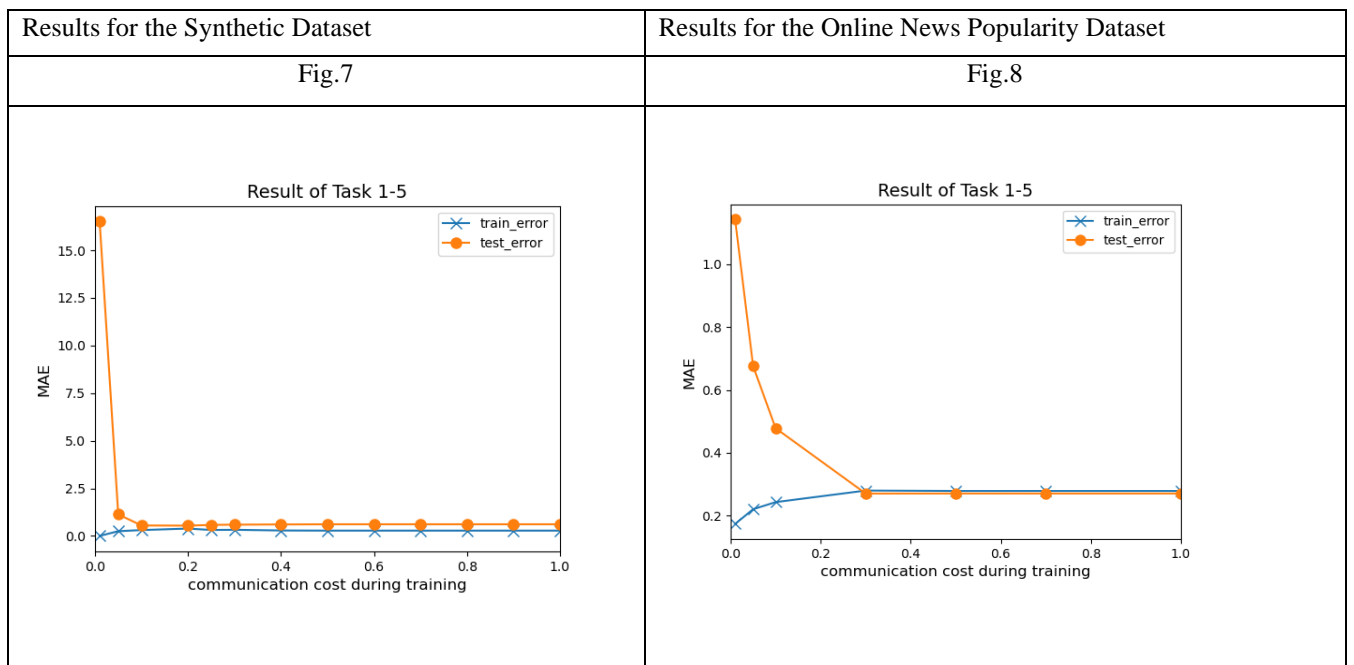 Results for the Synthetic Dataset
Results for the Online News Popularity Dataset
Fig.7
Fig.8
Result of Task 1-5
train_error
test_error
15.0
12.5
10.0
7.5
5.0
2.5
0.0
MAE
0.0 0.2 0.4 0.6 0.8 1.0
communication cost during training
Result of Task 1-5
train_error
test_error
1.0
0.8
0.6
0.4
0.2
MAE
0.0 0.2 0.4 0.6 0.8 1.0
communication cost during training